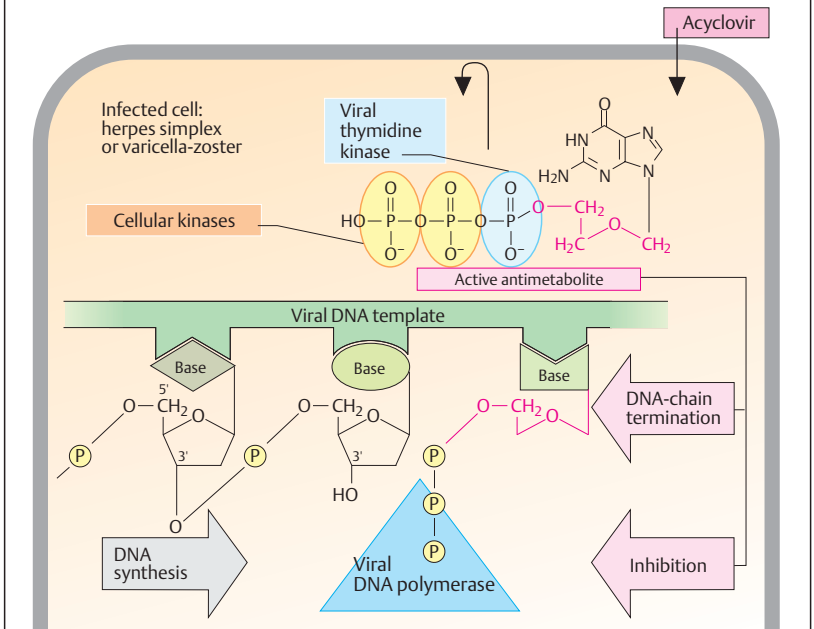 Acyclovir
Infected cell:
herpes simplex
or varicella-zoster
Viral
thymidine
kinase
O
HN
N
H2N
N
N
Cellular kinases
O
O
O
HO
P
O
P
O
P
O
CH2
O
H2C
CH2
O−
O−
O−
Active antimetabolite
Viral DNA template
Base
Base
Base
5'
O
CH2
O
O
CH2
O
O
CH2
O
DNA-chain
termination
P
3'
P
3'
P
HO
P
O
P
DNA
synthesis
Viral
DNA polymerase
Inhibition